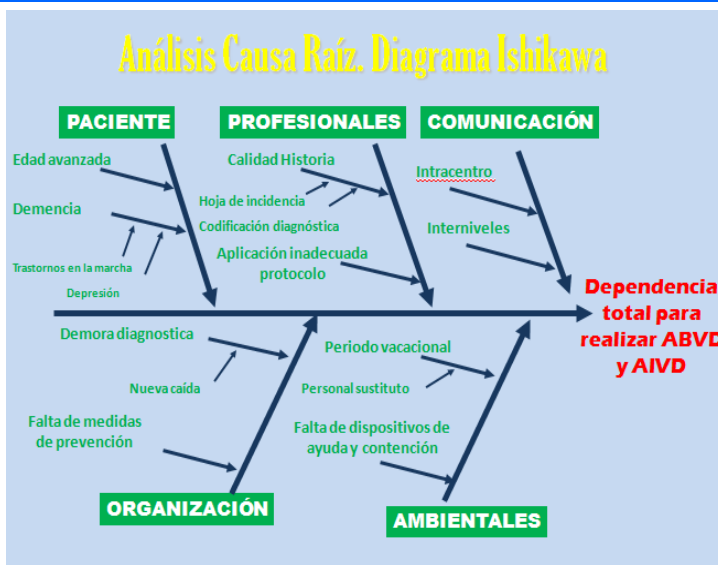 Análisis Causa Raíz. Diagrama Ishikawa
PACIENTE
PROFESIONALES
COMUNICACIÓN
Edad avanzada
Demencia
Trastornos en la marcha
Depresión
Calidad Historia
Hoja de incidencia
Codificación diagnóstica
Aplicación inadecuada
protocolo
Intracentro
Interniveles
Dependencia
total para
realizar ABVD
y AIVD
Demora diagnostica
Nueva caída
Falta de medidas
de prevención
Periodo vacacional
Personal sustituto
Falta de dispositivos de
ayuda y contención
ORGANIZACIÓN
AMBIENTALES